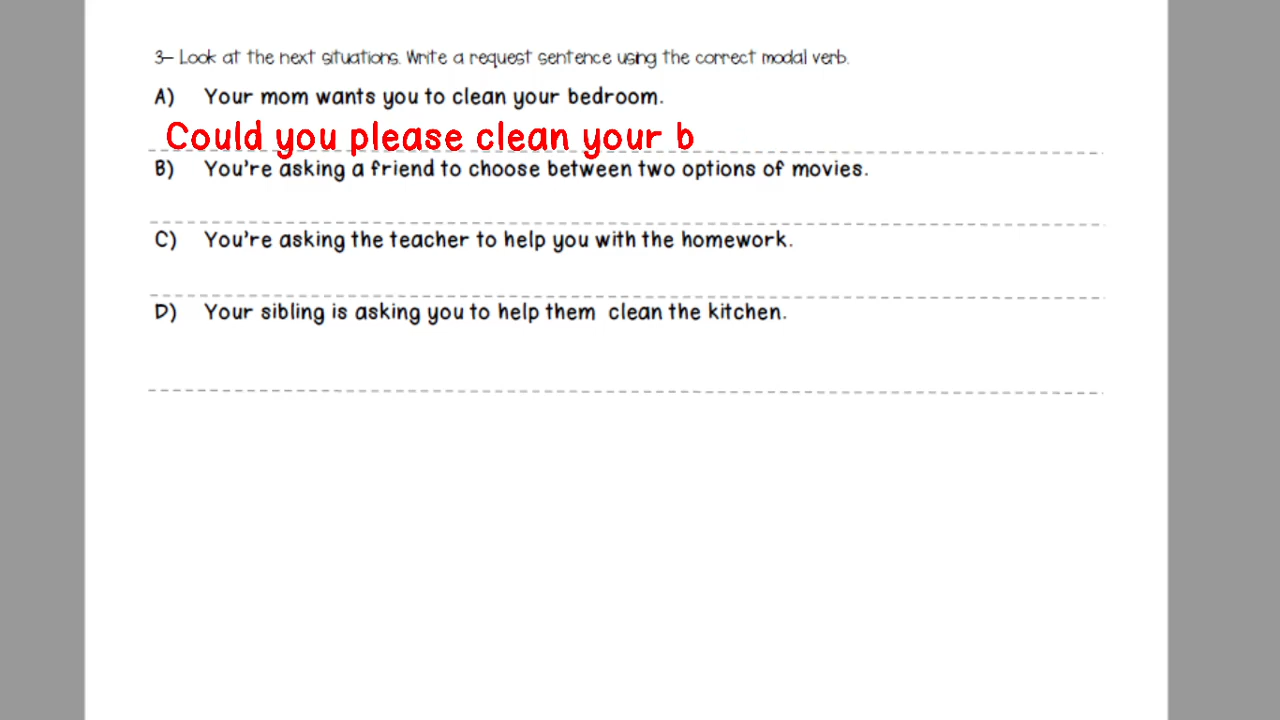 3- Look at the next situations. Write a request sentence using the correct modal verb.
A) Your mom wants you to clean your bedroom.
Could you please clean your b
B) You're asking a friend to choose between two options of movies.
C) You're asking the teacher to help you with the homework.
D) Your sibling is asking you to help them clean the kitchen.